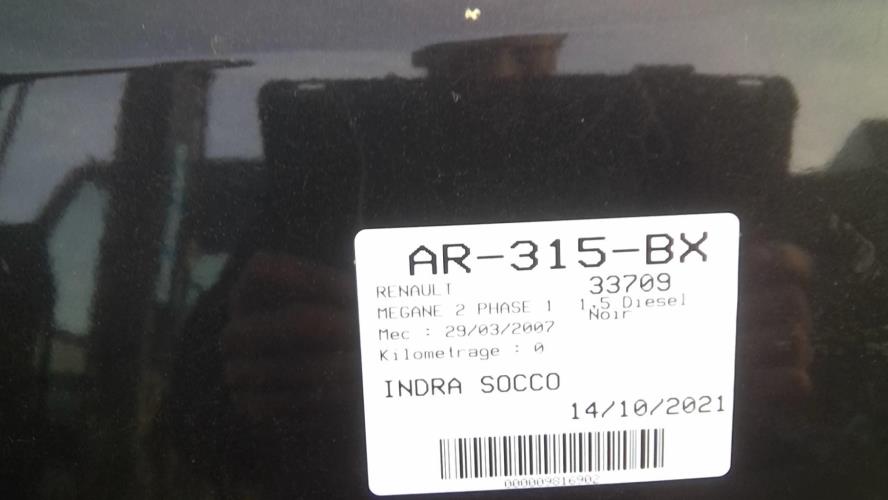 AR-315-BX
RENAULT 33709
MEGANE 2 PHASE 1 1.5 Diesel
Noir
Mec : 29/03/2007
Kilometrage : 0
INDRA SOCCO
14/10/2021
000009816902